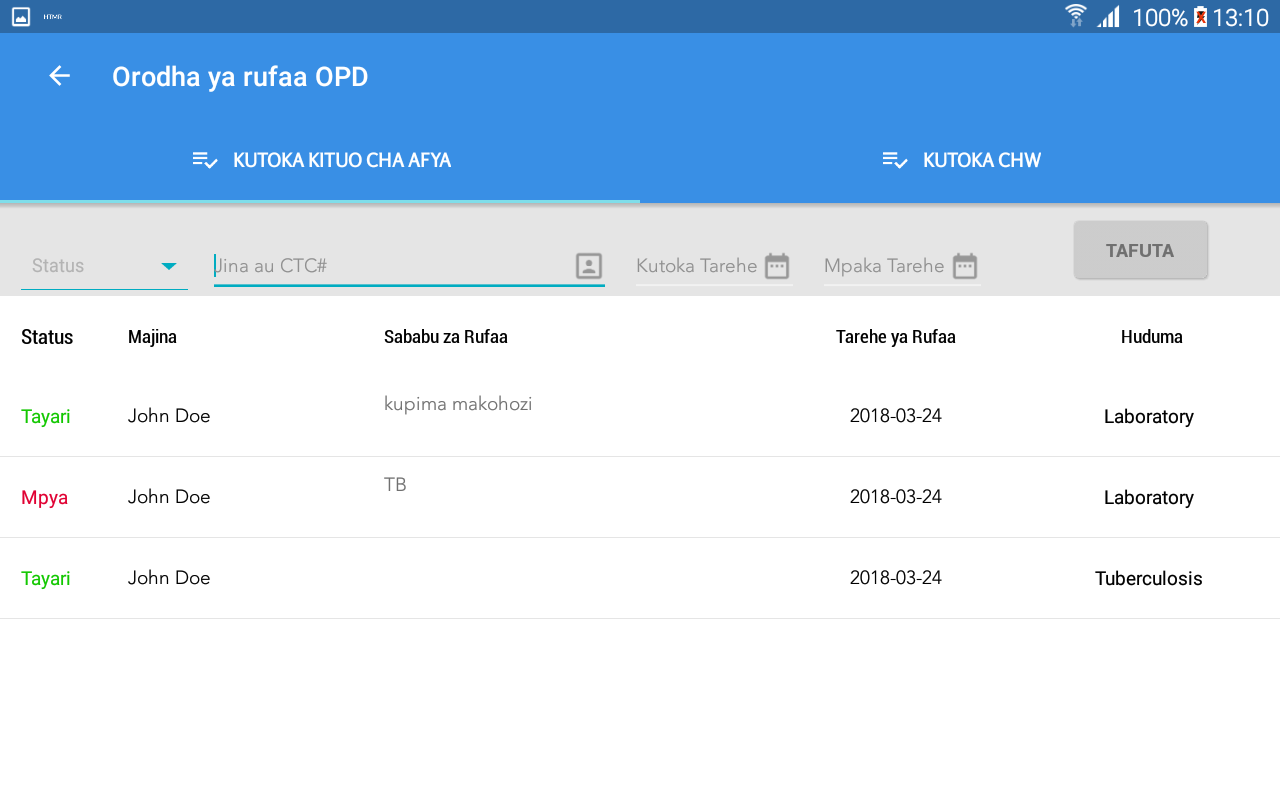 HTMR 100% 13:10
Orodha ya rufaa OPD
KUTOKA KITUO CHA AFYA KUTOKA CHW
Status Jina au CTC# Kutoka Tarehe Mpaka Tarehe TAFUTA
Status Majina Sababu za Rufaa Tarehe ya Rufaa Huduma
Tayari John Doe kupima makohozi 2018-03-24 Laboratory
Mpya John Doe TB 2018-03-24 Laboratory
Tayari John Doe 2018-03-24 Tuberculosis